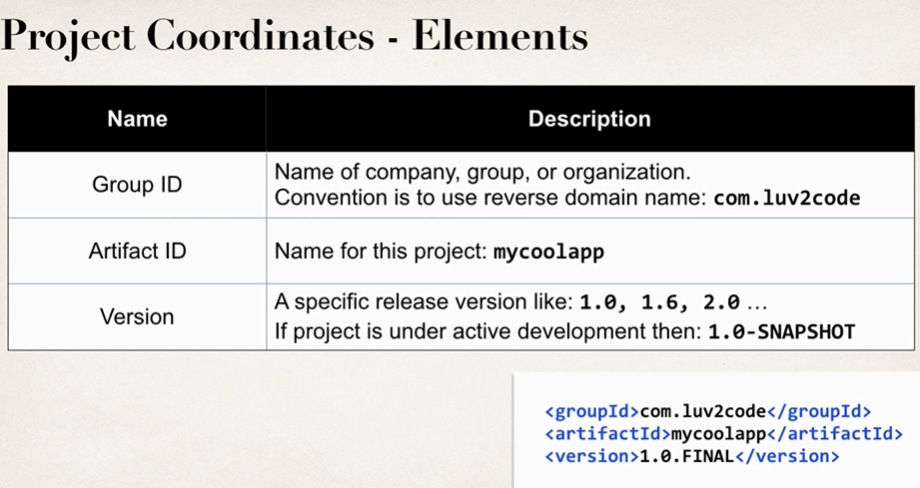 Project Coordinates - Elements
Name
Description
Group ID
Name of company, group, or organization.
Convention is to use reverse domain name: com.luv2code
Artifact ID
Name for this project: mycoolapp
Version
A specific release version like: 1.0, 1.6, 2.0 ...
If project is under active development then: 1.0-SNAPSHOT
<groupId>com.luv2code</groupId>
<artifactId>mycoolapp</artifactId>
<version>1.0.FINAL</version>